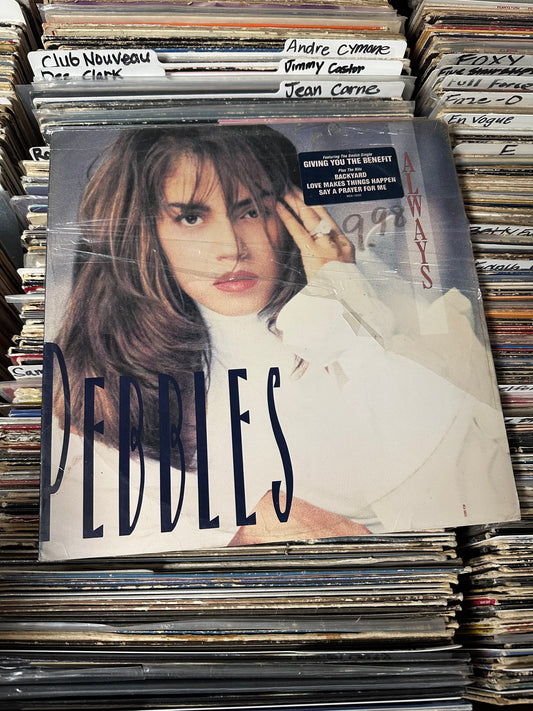 Club Nouveau
Dee Clark
Andre Cymone
Jimmy Castor
Jean Carne
FOXY
Full Force
Faze-O
En Vogue
E
Featuring The Smash Single
GIVING YOU THE BENEFIT
Plus The Hits
BACKYARD
LOVE MAKES THINGS HAPPEN
SAY A PRAYER FOR ME
9.98
ALWAYS
PEBBLES